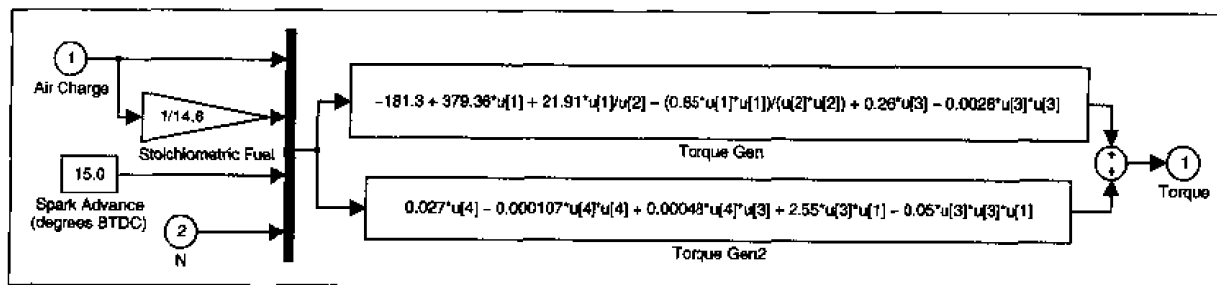 1
Air Charge
1/14.6
Stoichiometric Fuel
15.0
Spark Advance
(degrees BTDC)
2
N
-181.3 + 379.36*u[1] + 21.91*u[1]/u[2] - (0.85*u[1]*u[1])/(u[2]*u[2]) + 0.26*u[3] - 0.0028*u[3]*u[3]
Torque Gen
0.027*u[4] - 0.000107*u[4]*u[4] + 0.00048*u[4]*u[3] + 2.55*u[3]*u[1] - 0.05*u[3]*u[3]*u[1]
Torque Gen2
+
+
1
Torque